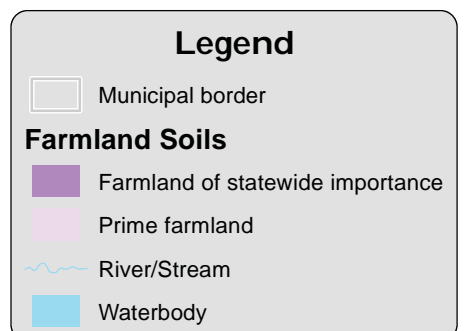 Legend
Municipal border
Farmland Soils
Farmland of statewide importance
Prime farmland
River/Stream
Waterbody